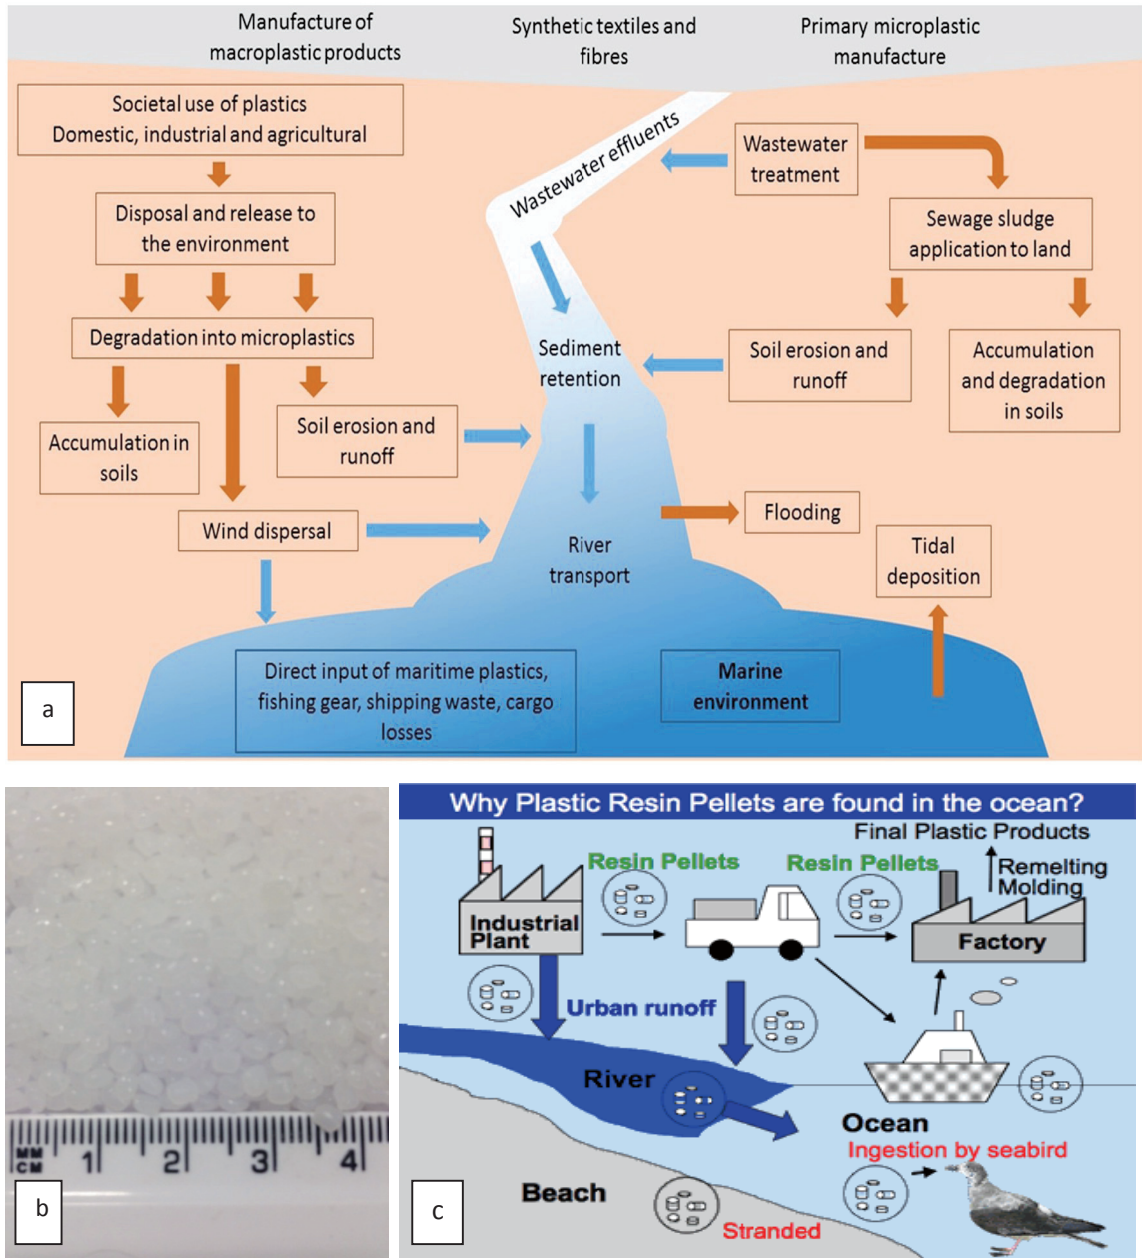 Manufacture of
macroplastic products
Synthetic textiles and
fibres
Primary microplastic
manufacture
Societal use of plastics
Domestic, industrial and agricultural
Wastewater effluents
Wastewater
treatment
Disposal and release to
the environment
Sewage sludge
application to land
Degradation into microplastics
Sediment
retention
Soil erosion and
runoff
Accumulation
and degradation
in soils
Accumulation in
soils
Soil erosion and
runoff
Wind dispersal
Flooding
River
transport
Tidal
deposition
Direct input of maritime plastics,
fishing gear, shipping waste, cargo
losses
Marine
environment
a
MM
CM
1
2
3
4
b
Why Plastic Resin Pellets are found in the ocean?
Final Plastic Products
Resin Pellets
Resin Pellets
Remelting
Molding
Industrial
Plant
Factory
Urban runoff
River
Ocean
Ingestion by seabird
Beach
Stranded
c